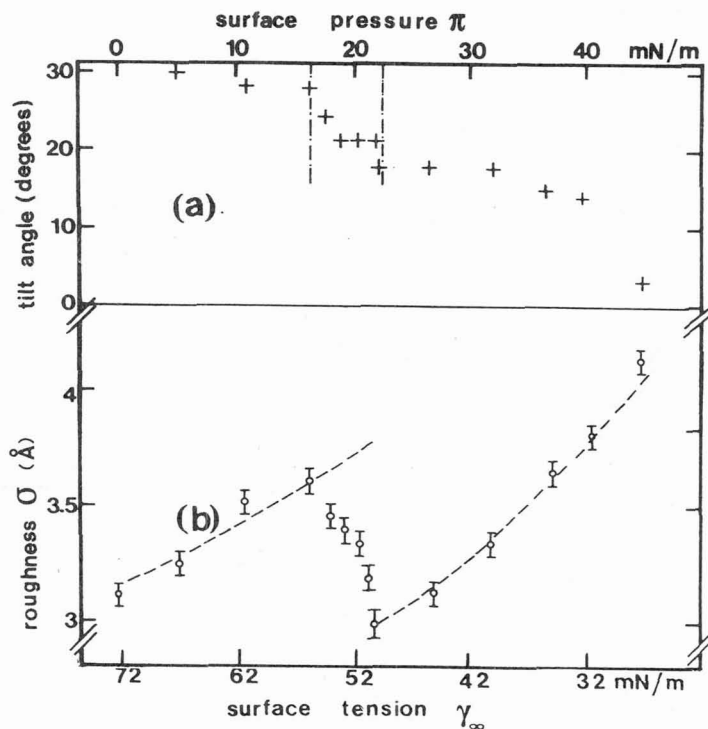 surface pressure π
0 10 20 30 40 mN/m
30
20
10
0
tilt angle (degrees)
(a)
4
3.5
3
roughness σ (Å)
(b)
72 62 52 42 32 mN/m
surface tension γ∞